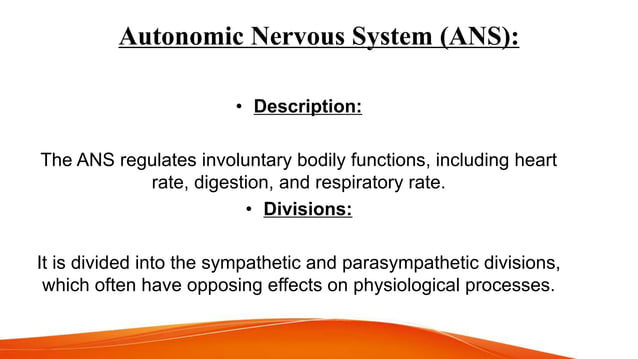 Autonomic Nervous System (ANS):
• Description:
The ANS regulates involuntary bodily functions, including heart
rate, digestion, and respiratory rate.
• Divisions:
It is divided into the sympathetic and parasympathetic divisions,
which often have opposing effects on physiological processes.